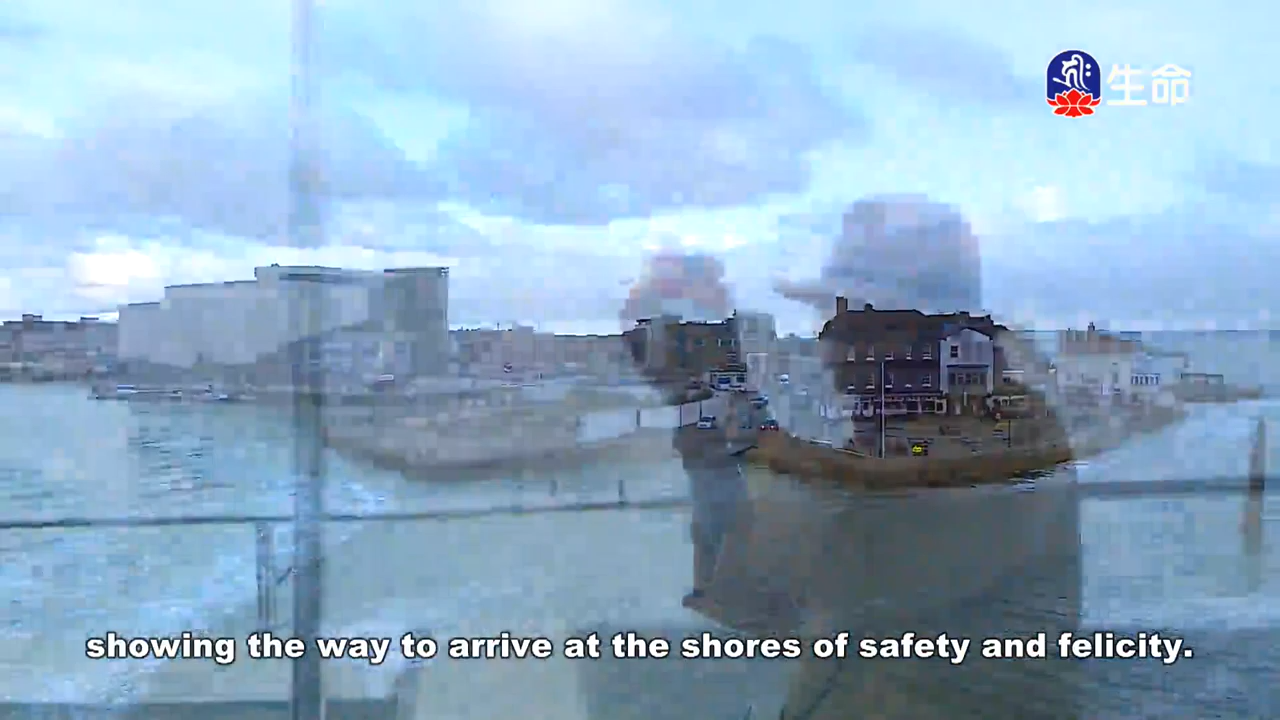 生命
showing the way to arrive at the shores of safety and felicity.